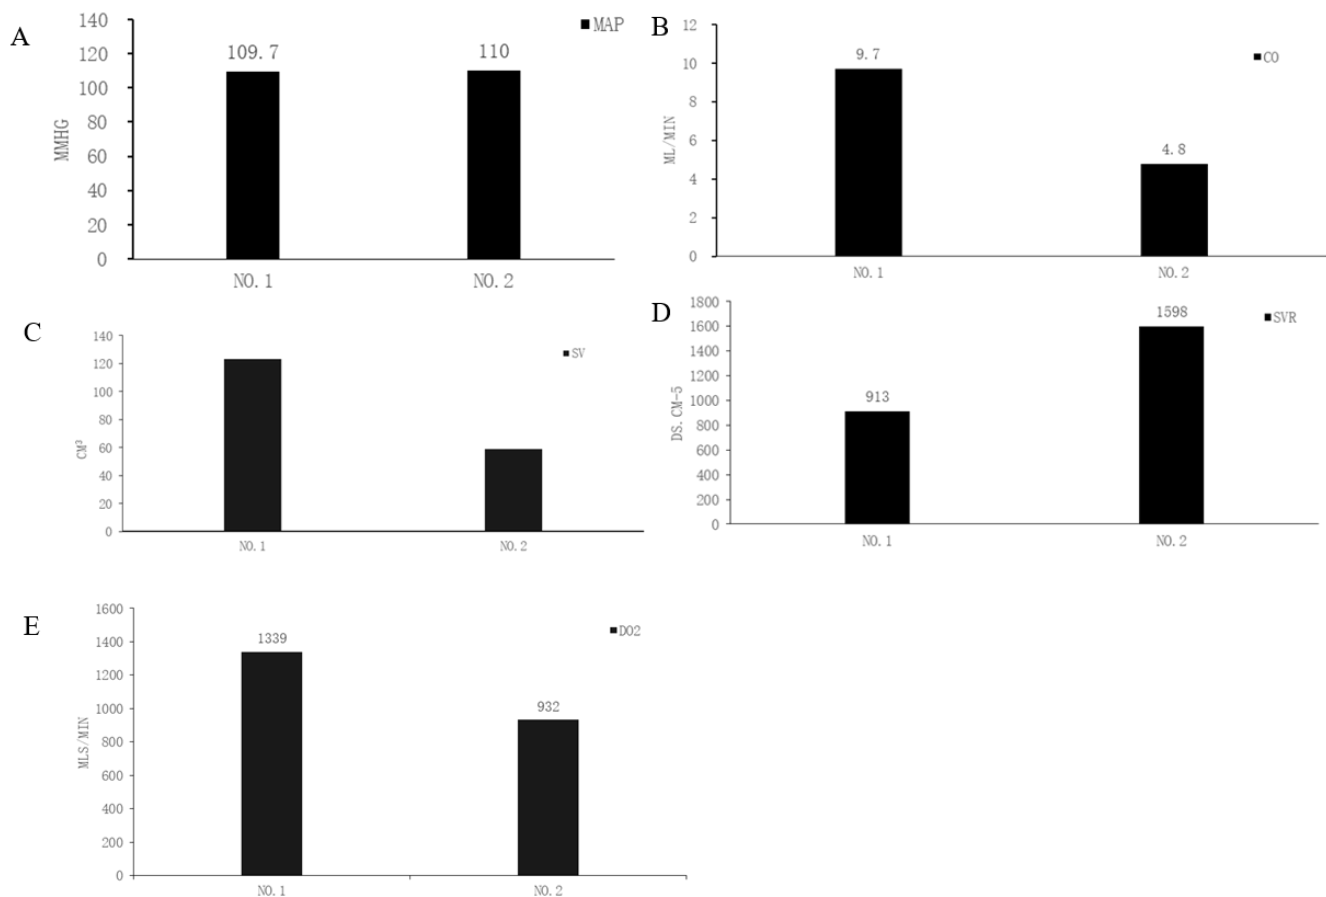 A
MAP
MMHG
140
120
100
80
60
40
20
0
109.7
110
NO.1
NO.2
B
CO
ML/MIN
12
10
8
6
4
2
0
9.7
4.8
NO.1
NO.2
C
SV
CM³
140
120
100
80
60
40
20
0
NO.1
NO.2
D
SVR
DS.CM-5
1800
1600
1400
1200
1000
800
600
400
200
0
913
1598
NO.1
NO.2
E
DO2
MLS/MIN
1600
1400
1200
1000
800
600
400
200
0
1339
932
NO.1
NO.2